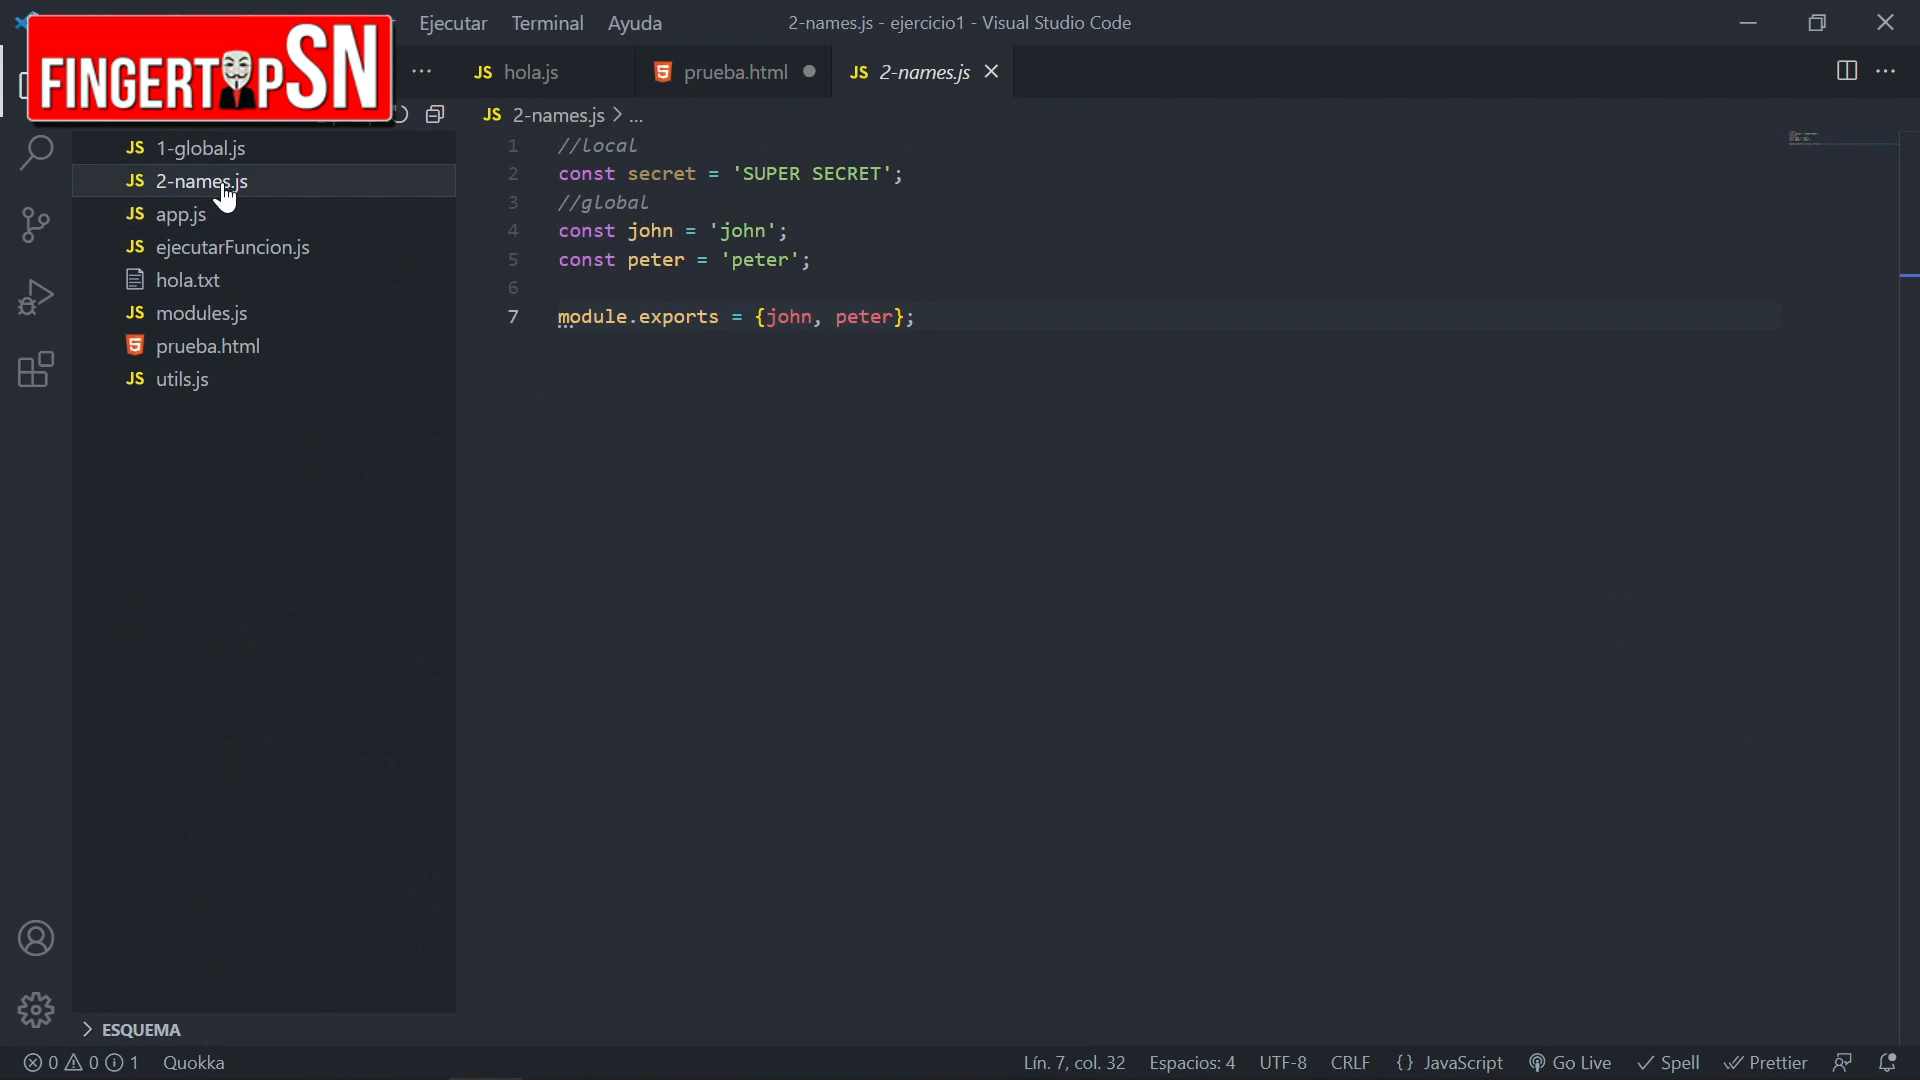 Ejecutar Terminal Ayuda
2-names.js - ejercicio1 - Visual Studio Code
FINGERTIPSN
JS hola.js
prueba.html
JS 2-names.js
JS 2-names.js > ...
JS 1-global.js
JS 2-names.js
JS app.js
JS ejecutarFuncion.js
hola.txt
JS modules.js
prueba.html
JS utils.js
1 //local
2 const secret = 'SUPER SECRET';
3 //global
4 const john = 'john';
5 const peter = 'peter';
6
7 module.exports = {john, peter};
ESQUEMA
0 0 1 Quokka
Lín. 7, col. 32 Espacios: 4 UTF-8 CRLF {} JavaScript Go Live Spell Prettier